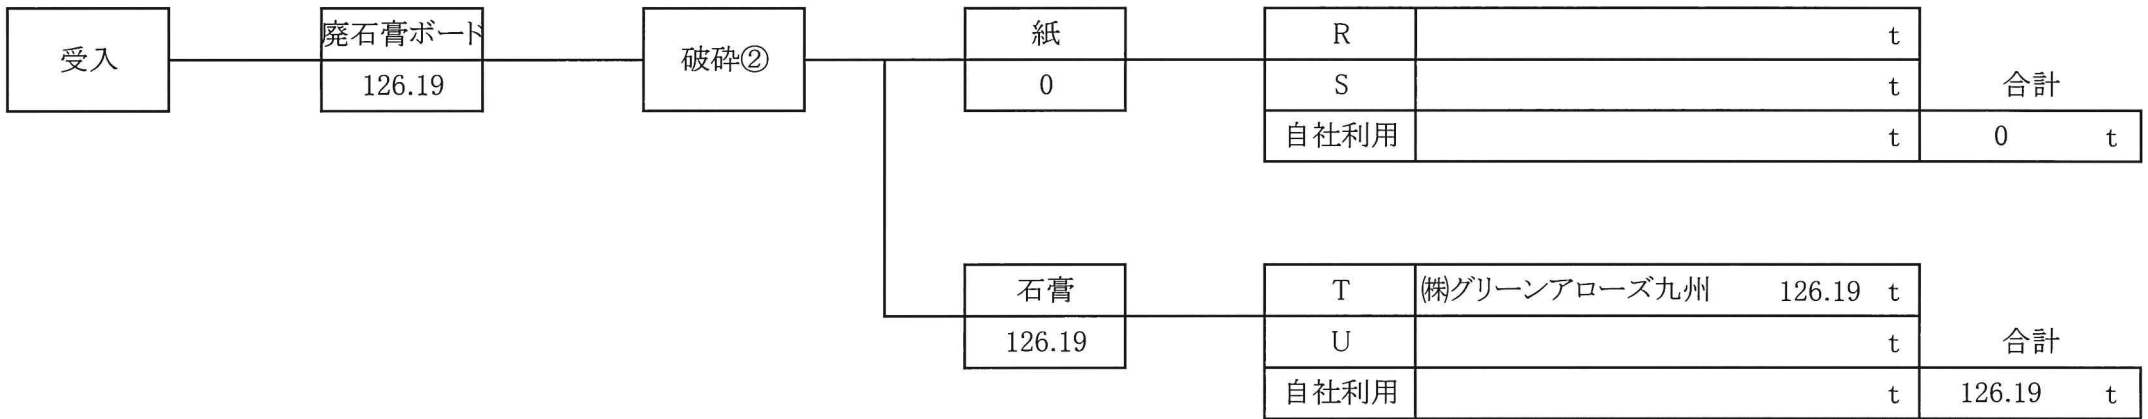 受入
廃石膏ボード
126.19
破砕②
紙
0
R t
S t
自社利用 t
合計
0 t
石膏
126.19
T ㈱グリーンアローズ九州 126.19 t
U t
自社利用 t
合計
126.19 t